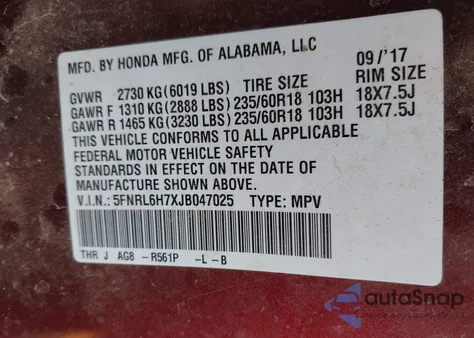 MFD. BY HONDA MFG. OF ALABAMA, LLC 09/'17
GVWR 2730 KG(6019 LBS) TIRE SIZE RIM SIZE
GAWR F 1310 KG(2888 LBS) 235/60R18 103H 18X7.5J
GAWR R 1465 KG(3230 LBS) 235/60R18 103H 18X7.5J
THIS VEHICLE CONFORMS TO ALL APPLICABLE
FEDERAL MOTOR VEHICLE SAFETY
STANDARDS IN EFFECT ON THE DATE OF
MANUFACTURE SHOWN ABOVE.
V.I.N.: 5FNRL6H7XJB047025 TYPE: MPV
THR J AG8 -R561P -L-B
autoSnap